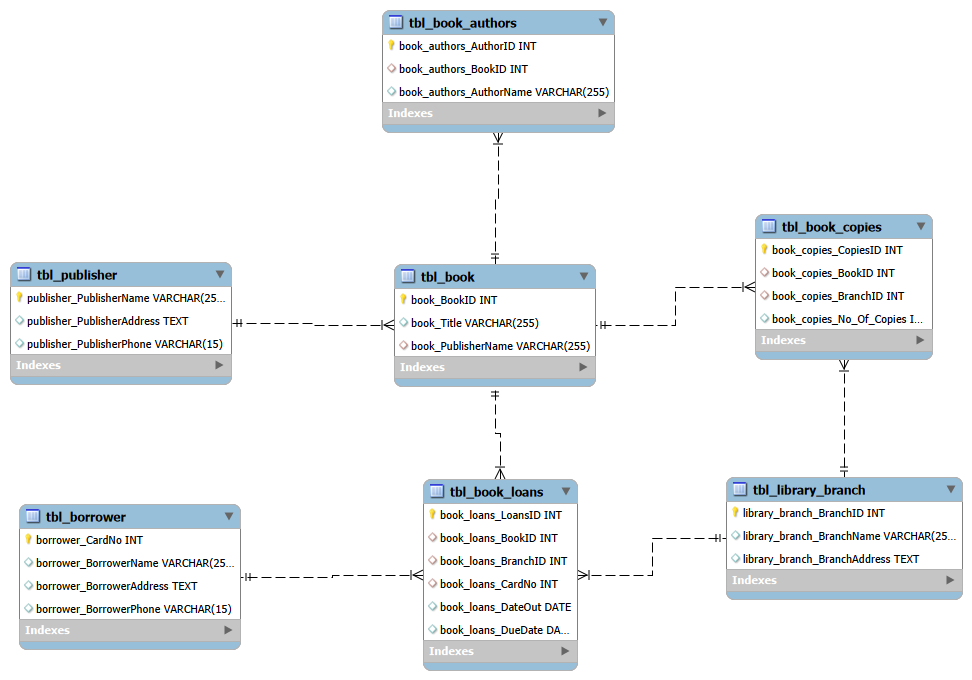 tbl_book_authors
book_authors_AuthorID INT
book_authors_BookID INT
book_authors_AuthorName VARCHAR(255)
Indexes
tbl_publisher
publisher_PublisherName VARCHAR(25...
publisher_PublisherAddress TEXT
publisher_PublisherPhone VARCHAR(15)
Indexes
tbl_book
book_BookID INT
book_Title VARCHAR(255)
book_PublisherName VARCHAR(255)
Indexes
tbl_book_copies
book_copies_CopiesID INT
book_copies_BookID INT
book_copies_BranchID INT
book_copies_No_Of_Copies I...
Indexes
tbl_borrower
borrower_CardNo INT
borrower_BorrowerName VARCHAR(25...
borrower_BorrowerAddress TEXT
borrower_BorrowerPhone VARCHAR(15)
Indexes
tbl_book_loans
book_loans_LoansID INT
book_loans_BookID INT
book_loans_BranchID INT
book_loans_CardNo INT
book_loans_DateOut DATE
book_loans_DueDate DA...
Indexes
tbl_library_branch
library_branch_BranchID INT
library_branch_BranchName VARCHAR(25...
library_branch_BranchAddress TEXT
Indexes